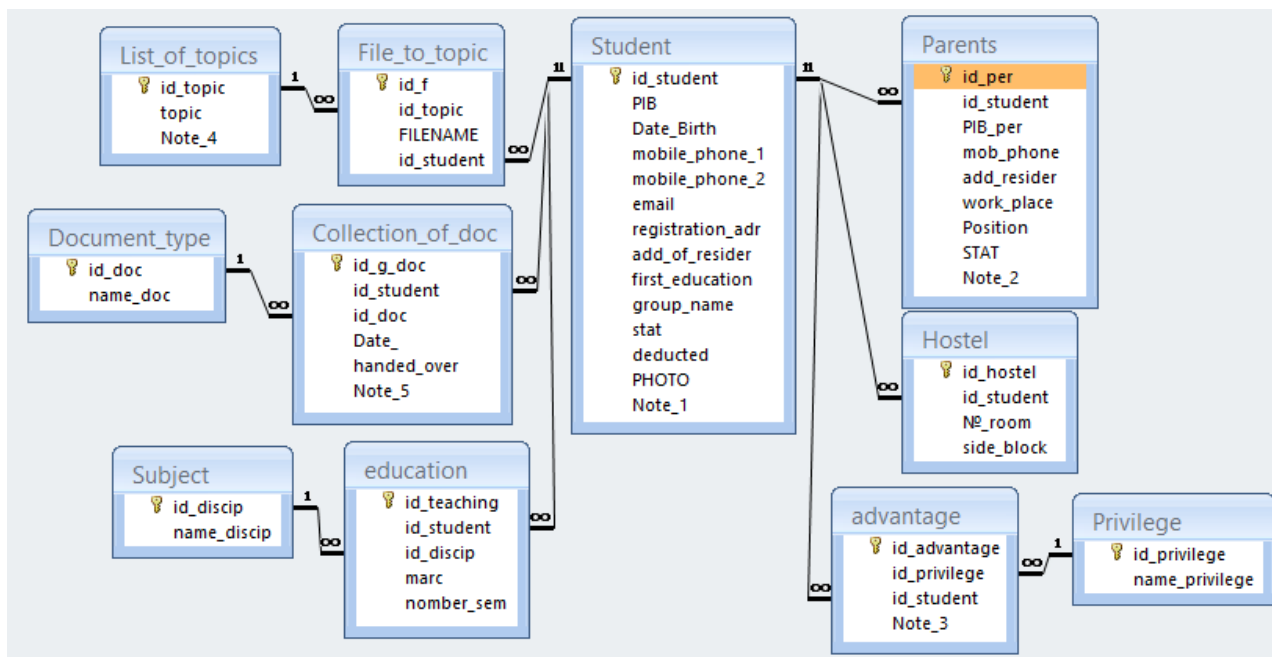 List_of_topics
id_topic
topic
Note_4
File_to_topic
id_f
id_topic
FILENAME
id_student
Student
id_student
PIB
Date_Birth
mobile_phone_1
mobile_phone_2
email
registration_adr
add_of_resider
first_education
group_name
stat
deducted
PHOTO
Note_1
Parents
id_per
id_student
PIB_per
mob_phone
add_resider
work_place
Position
STAT
Note_2
Document_type
id_doc
name_doc
Collection_of_doc
id_g_doc
id_student
id_doc
Date_
handed_over
Note_5
Hostel
id_hostel
id_student
№_room
side_block
Subject
id_discip
name_discip
education
id_teaching
id_student
id_discip
marc
nomber_sem
advantage
id_advantage
id_privilege
id_student
Note_3
Privilege
id_privilege
name_privilege
1
∞
1
∞
1
∞
1
∞
11
∞
∞
∞
11
∞
∞
∞